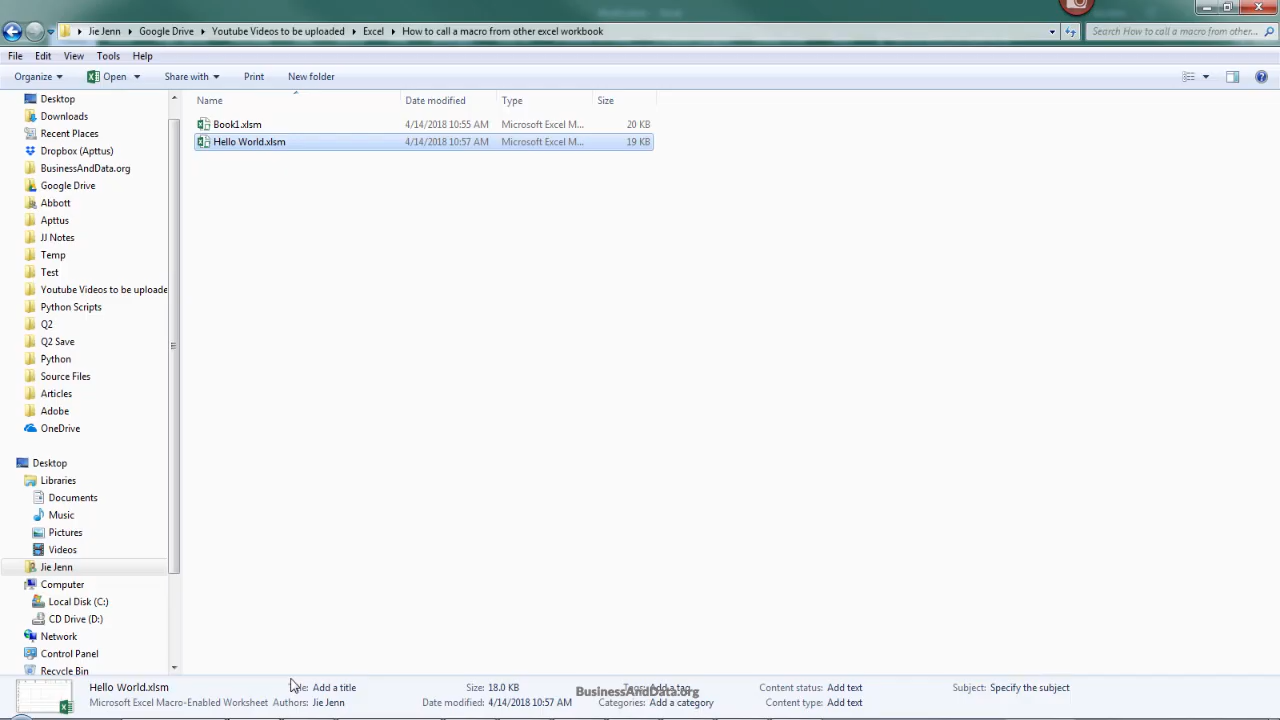 Jie Jenn Google Drive Youtube Videos to be uploaded Excel How to call a macro from other excel workbook
Search How to call a macro from other...
File Edit View Tools Help
Organize Open Share with Print New folder
Name Date modified Type Size
Book1.xlsm 4/14/2018 10:55 AM Microsoft Excel M... 20 KB
Hello World.xlsm 4/14/2018 10:57 AM Microsoft Excel M... 19 KB
Desktop
Downloads
Recent Places
Dropbox (Apttus)
BusinessAndData.org
Google Drive
Abbott
Apttus
JJ Notes
Temp
Test
Youtube Videos to be uploade
Python Scripts
Q2
Q2 Save
Python
Source Files
Articles
Adobe
OneDrive
Desktop
Libraries
Documents
Music
Pictures
Videos
Jie Jenn
Computer
Local Disk (C:)
CD Drive (D:)
Network
Control Panel
Recycle Bin
Hello World.xlsm Add a title Size: 18.0 KB Add a tag Content status: Add text Subject: Specify the subject
BusinessAndData.org
Microsoft Excel Macro-Enabled Worksheet Authors: Jie Jenn Date modified: 4/14/2018 10:57 AM Categories: Add a category Content type: Add text